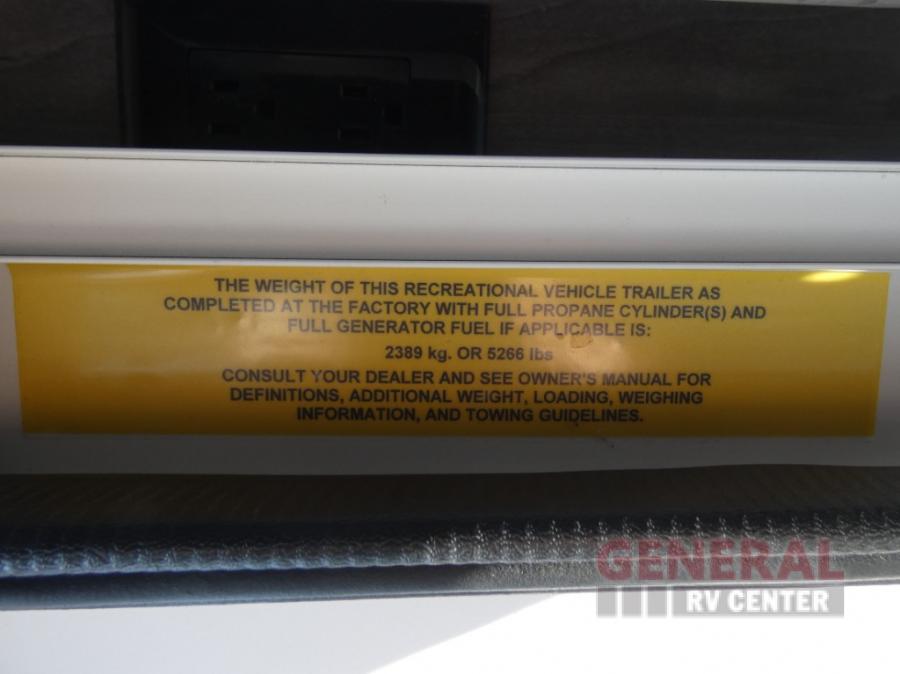 THE WEIGHT OF THIS RECREATIONAL VEHICLE TRAILER AS
COMPLETED AT THE FACTORY WITH FULL PROPANE CYLINDER(S) AND
FULL GENERATOR FUEL IF APPLICABLE IS:
2389 kg. OR 5266 lbs
CONSULT YOUR DEALER AND SEE OWNER'S MANUAL FOR
DEFINITIONS, ADDITIONAL WEIGHT, LOADING, WEIGHING
INFORMATION, AND TOWING GUIDELINES.
GENERAL
RV CENTER